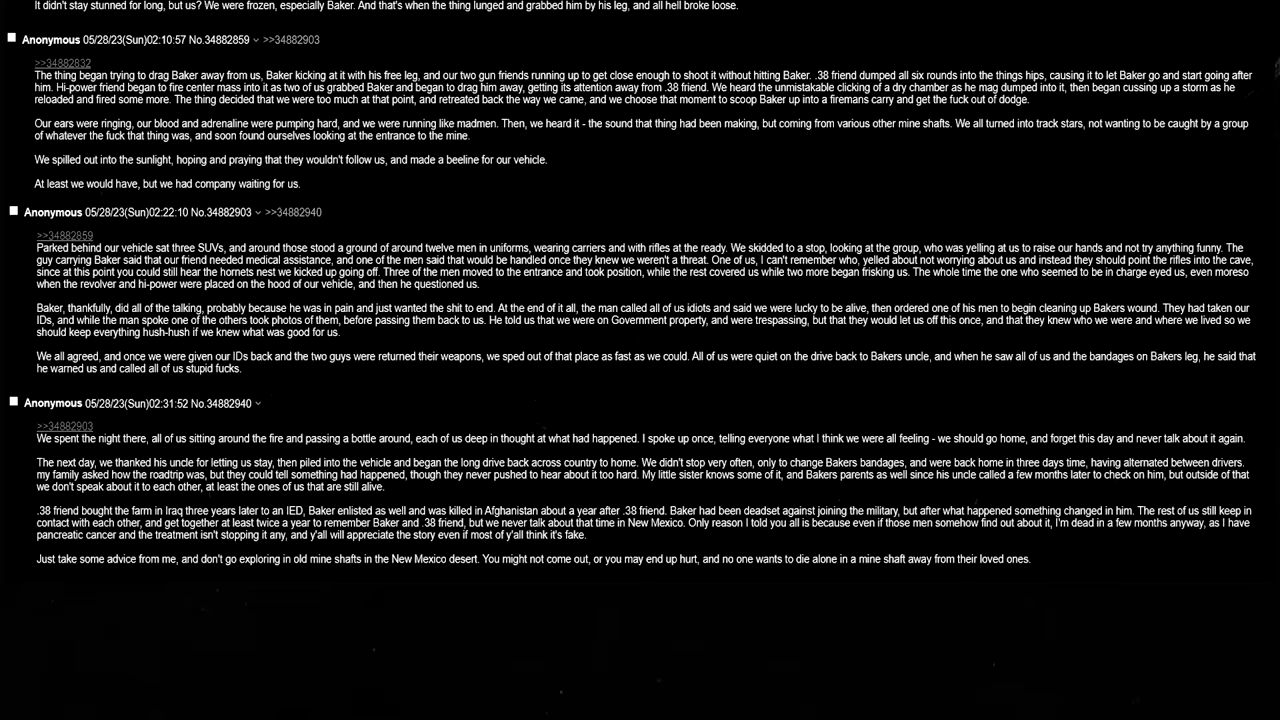 It didn't stay stunned for long, but us? We were frozen, especially Baker. And that's when the thing lunged and grabbed him by his leg, and all hell broke loose.
Anonymous 05/28/23(Sun)02:10:57 No.34882859 >>34882903
>>34882832
The thing began trying to drag Baker away from us, Baker kicking at it with his free leg, and our two gun friends running up to get close enough to shoot it without hitting Baker. .38 friend dumped all six rounds into the things hips, causing it to let Baker go and start going after
him. Hi-power friend began to fire center mass into it as two of us grabbed Baker and began to drag him away, getting its attention away from .38 friend. We heard the unmistakable clicking of a dry chamber as he mag dumped into it, then began cussing up a storm as he
reloaded and fired some more. The thing decided that we were too much at that point, and retreated back the way we came, and we choose that moment to scoop Baker up into a firemans carry and get the fuck out of dodge.
Our ears were ringing, our blood and adrenaline were pumping hard, and we were running like madmen. Then, we heard it - the sound that thing had been making, but coming from various other mine shafts. We all turned into track stars, not wanting to be caught by a group
of whatever the fuck that thing was, and soon found ourselves looking at the entrance to the mine.
We spilled out into the sunlight, hoping and praying that they wouldn't follow us, and made a beeline for our vehicle.
At least we would have, but we had company waiting for us.
Anonymous 05/28/23(Sun)02:22:10 No.34882903 >>34882940
>>34882859
Parked behind our vehicle sat three SUVs, and around those stood a ground of around twelve men in uniforms, wearing carriers and with rifles at the ready. We skidded to a stop, looking at the group, who was yelling at us to raise our hands and not try anything funny. The
guy carrying Baker said that our friend needed medical assistance, and one of the men said that would be handled once they knew we weren't a threat. One of us, I can't remember who, yelled about not worrying about us and instead they should point the rifles into the cave,
since at this point you could still hear the hornets nest we kicked up going off. Three of the men moved to the entrance and took position, while the rest covered us while two more began frisking us. The whole time the one who seemed to be in charge eyed us, even moreso
when the revolver and hi-power were placed on the hood of our vehicle, and then he questioned us.
Baker, thankfully, did all of the talking, probably because he was in pain and just wanted the shit to end. At the end of it all, the man called all of us idiots and said we were lucky to be alive, then ordered one of his men to begin cleaning up Bakers wound. They had taken our
IDs, and while the man spoke one of the others took photos of them, before passing them back to us. He told us that we were on Government property, and were trespassing, but that they would let us off this once, and that they knew who we were and where we lived so we
should keep everything hush-hush if we knew what was good for us.
We all agreed, and once we were given our IDs back and the two guys were returned their weapons, we sped out of that place as fast as we could. All of us were quiet on the drive back to Bakers uncle, and when he saw all of us and the bandages on Bakers leg, he said that
he warned us and called all of us stupid fucks.
Anonymous 05/28/23(Sun)02:31:52 No.34882940
>>34882903
We spent the night there, all of us sitting around the fire and passing a bottle around, each of us deep in thought at what had happened. I spoke up once, telling everyone what I think we were all feeling - we should go home, and forget this day and never talk about it again.
The next day, we thanked his uncle for letting us stay, then piled into the vehicle and began the long drive back across country to home. We didn't stop very often, only to change Bakers bandages, and were back home in three days time, having alternated between drivers.
my family asked how the roadtrip was, but they could tell something had happened, though they never pushed to hear about it too hard. My little sister knows some of it, and Bakers parents as well since his uncle called a few months later to check on him, but outside of that
we don't speak about it to each other, at least the ones of us that are still alive.
.38 friend bought the farm in Iraq three years later to an IED, Baker enlisted as well and was killed in Afghanistan about a year after .38 friend. Baker had been deadset against joining the military, but after what happened something changed in him. The rest of us still keep in
contact with each other, and get together at least twice a year to remember Baker and .38 friend, but we never talk about that time in New Mexico. Only reason I told you all is because even if those men somehow find out about it, I'm dead in a few months anyway, as I have
pancreatic cancer and the treatment isn't stopping it any, and y'all will appreciate the story even if most of y'all think it's fake.
Just take some advice from me, and don't go exploring in old mine shafts in the New Mexico desert. You might not come out, or you may end up hurt, and no one wants to die alone in a mine shaft away from their loved ones.